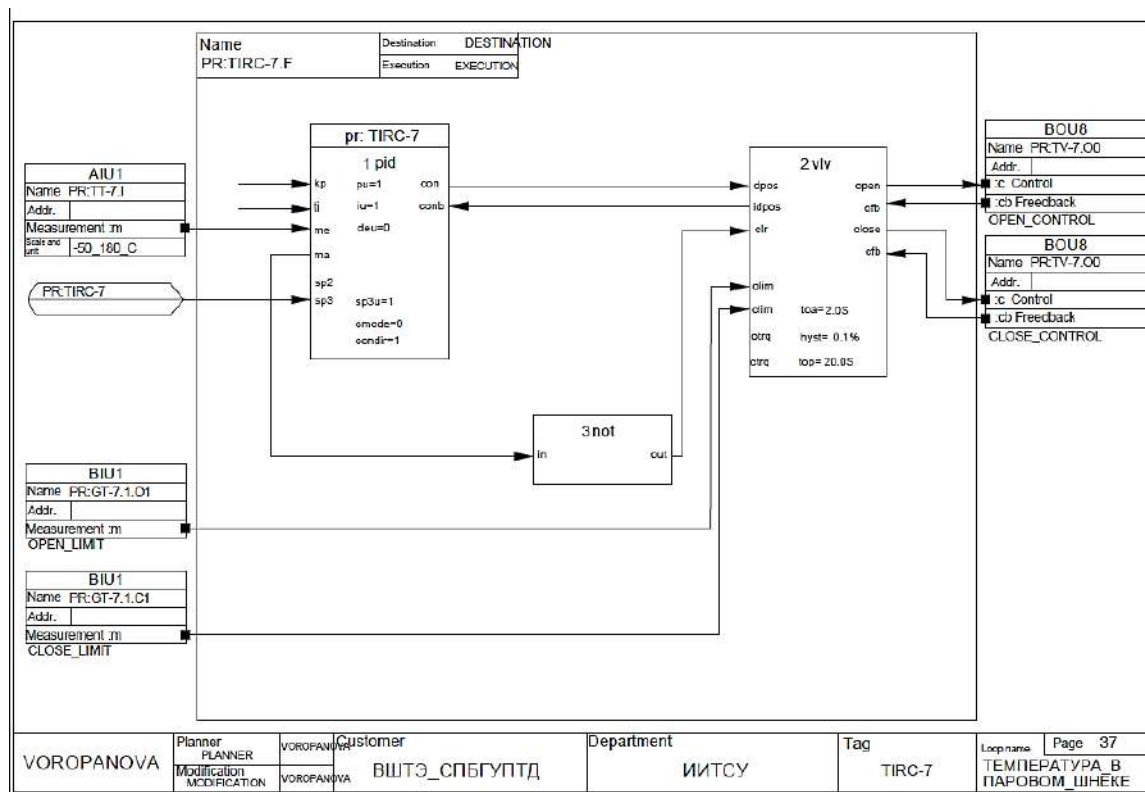 Name
PR:TIRC-7.F
Destination DESTINATION
Execution EXECUTION
AIU1
Name PR:TT-7.I
Addr.
Measurement :m
Scale and unit -50_180_C
PR:TIRC-7
pr: TIRC-7
1 pid
kp pu=1 con
ti iu=1 conb
me deu=0
ma
sp2
sp3 sp3u=1
omode=0
condir=1
2 vlv
dpos open
idpos ofb
clr close
cfb
olim
clim toa=2.0S
otrq hyst= 0.1%
ctrq top= 20.0S
3 not
in out
BOU8
Name PR:TV-7.O0
Addr.
:c Control
:cb Freedback
OPEN_CONTROL
BOU8
Name PR:TV-7.O0
Addr.
:c Control
:cb Freedback
CLOSE_CONTROL
BIU1
Name PR:GT-7.1.O1
Addr.
Measurement :m
OPEN_LIMIT
BIU1
Name PR:GT-7.1.C1
Addr.
Measurement :m
CLOSE_LIMIT
VOROPANOVA
Planner
PLANNER
VOROPANOVA
Modification
MODIFICATION
VOROPANOVA
Customer
ВШТЭ_СПБГУПТД
Department
ИИТСУ
Tag
TIRC-7
Loop name
Page 37
ТЕМПЕРАТУРА_В
ПАРОВОМ_ШНЕКЕ